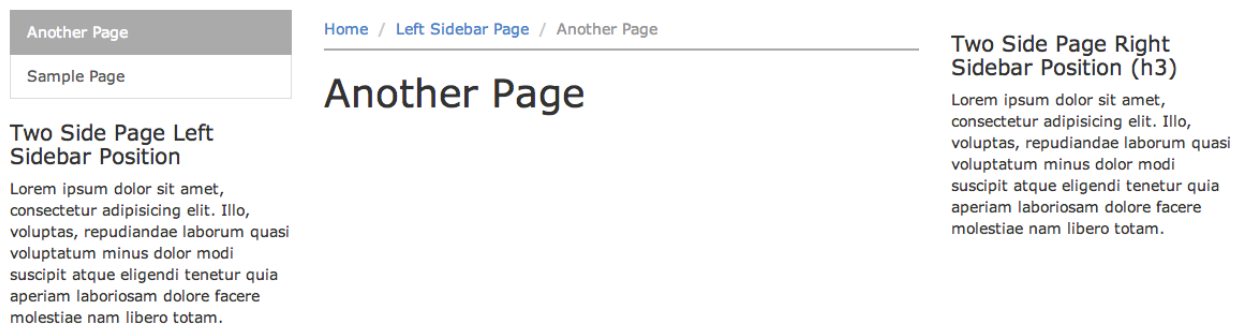 Another Page
Sample Page
Two Side Page Left
Sidebar Position
Lorem ipsum dolor sit amet,
consectetur adipisicing elit. Illo,
voluptas, repudiandae laborum quasi
voluptatum minus dolor modi
suscipit atque eligendi tenetur quia
aperiam laboriosam dolore facere
molestiae nam libero totam.
Home / Left Sidebar Page / Another Page
Another Page
Two Side Page Right
Sidebar Position (h3)
Lorem ipsum dolor sit amet,
consectetur adipisicing elit. Illo,
voluptas, repudiandae laborum quasi
voluptatum minus dolor modi
suscipit atque eligendi tenetur quia
aperiam laboriosam dolore facere
molestiae nam libero totam.